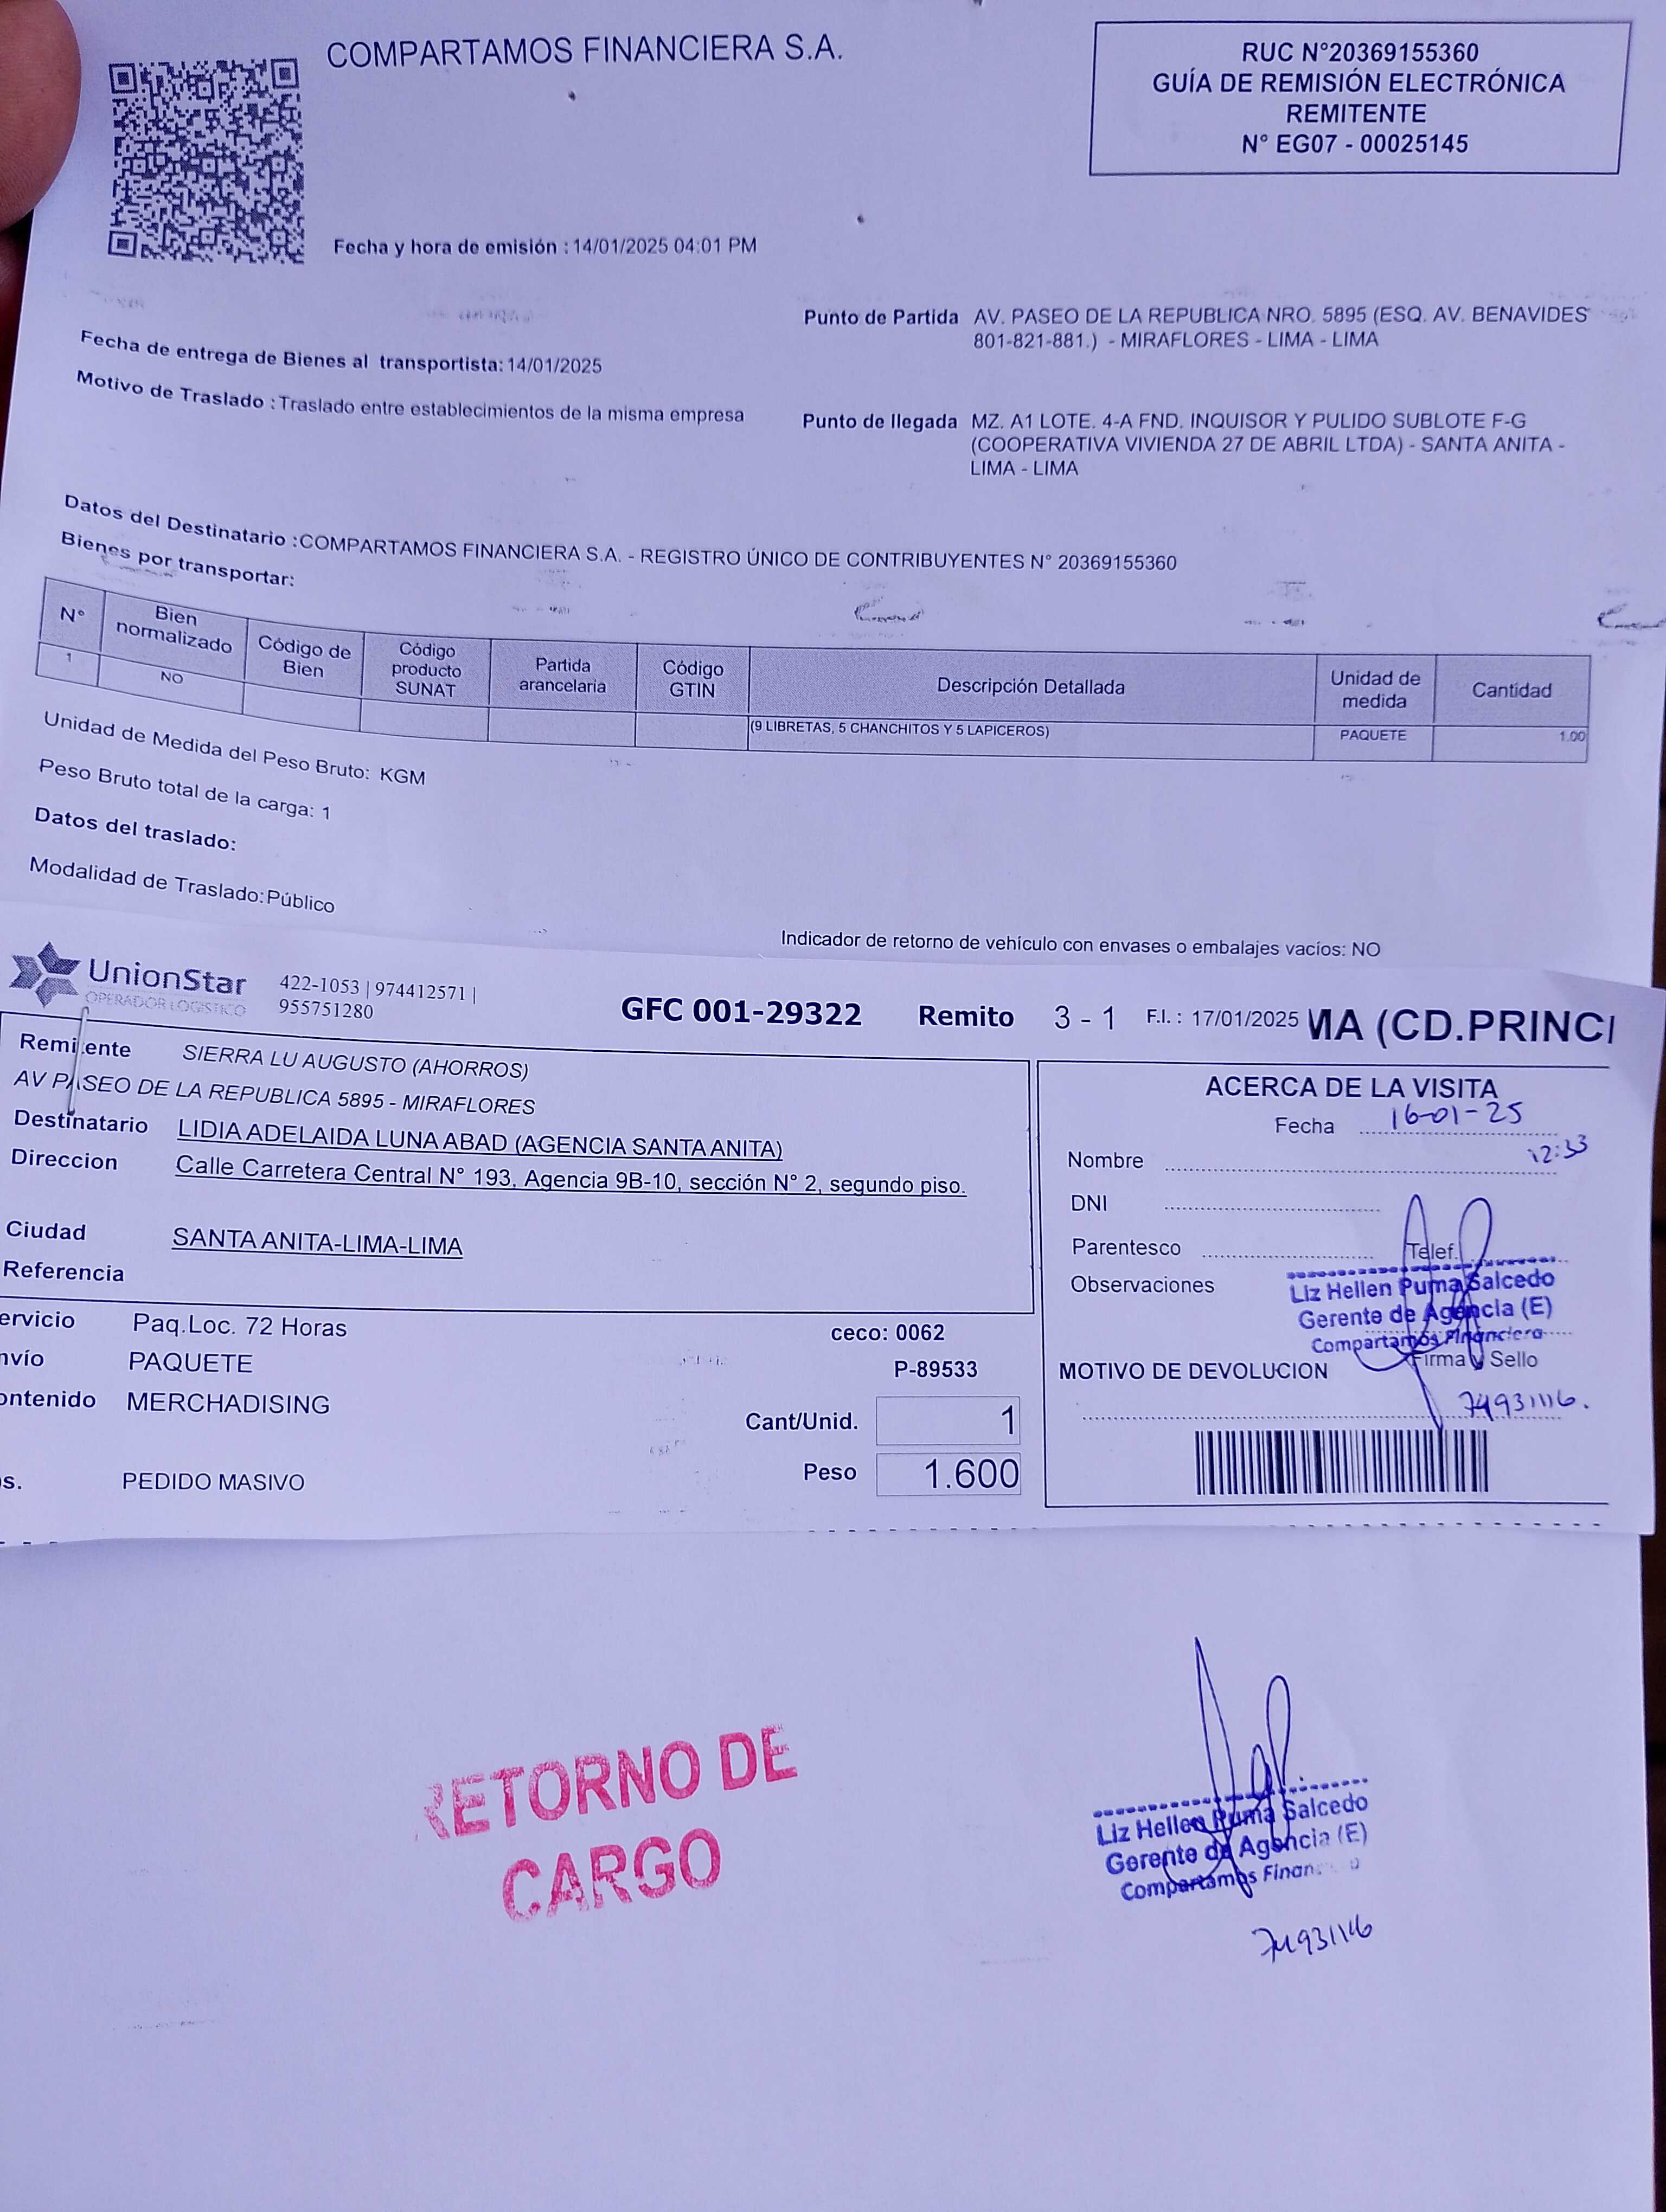 COMPARTAMOS FINANCIERA S.A.
RUC N°20369155360
GUÍA DE REMISIÓN ELECTRÓNICA
REMITENTE
N° EG07 - 00025145
Fecha y hora de emisión : 14/01/2025 04:01 PM
Fecha de entrega de Bienes al transportista: 14/01/2025
Motivo de Traslado : Traslado entre establecimientos de la misma empresa
Punto de Partida AV. PASEO DE LA REPUBLICA NRO. 5895 (ESQ. AV. BENAVIDES
801-821-881.) - MIRAFLORES - LIMA - LIMA
Punto de llegada MZ. A1 LOTE. 4-A FND. INQUISOR Y PULIDO SUBLOTE F-G
(COOPERATIVA VIVIENDA 27 DE ABRIL LTDA) - SANTA ANITA -
LIMA - LIMA
Datos del Destinatario : COMPARTAMOS FINANCIERA S.A. - REGISTRO ÚNICO DE CONTRIBUYENTES N° 20369155360
Bienes por transportar:
N° Bien normalizado Código de Bien Código producto SUNAT Partida arancelaria Código GTIN Descripción Detallada Unidad de medida Cantidad
1 NO (9 LIBRETAS, 5 CHANCHITOS Y 5 LAPICEROS) PAQUETE 1.00
Unidad de Medida del Peso Bruto: KGM
Peso Bruto total de la carga: 1
Datos del traslado:
Modalidad de Traslado: Público
Indicador de retorno de vehículo con envases o embalajes vacíos: NO
UnionStar
OPERADOR LOGISTICO
422-1053 | 974412571 |
955751280
GFC 001-29322 Remito 3 - 1 F.I. : 17/01/2025 MA (CD.PRINCI
Remitente SIERRA LU AUGUSTO (AHORROS)
AV PASEO DE LA REPUBLICA 5895 - MIRAFLORES
Destinatario LIDIA ADELAIDA LUNA ABAD (AGENCIA SANTA ANITA)
Direccion Calle Carretera Central N° 193, Agencia 9B-10, sección N° 2, segundo piso.
Ciudad SANTA ANITA-LIMA-LIMA
Referencia
ervicio Paq.Loc. 72 Horas
nvío PAQUETE
ontenido MERCHADISING
s. PEDIDO MASIVO
ceco: 0062
P-89533
Cant/Unid. 1
Peso 1.600
ACERCA DE LA VISITA
Fecha 16-01-25
12:33
Nombre
DNI
Parentesco Telef.
Observaciones
Liz Hellen Puma Salcedo
Gerente de Agencia (E)
Compartamos Financiera
Firma y Sello
MOTIVO DE DEVOLUCION
74931116.
RETORNO DE
CARGO
Liz Hellen Puma Salcedo
Gerente de Agencia (E)
Compartamos Finan
74931116